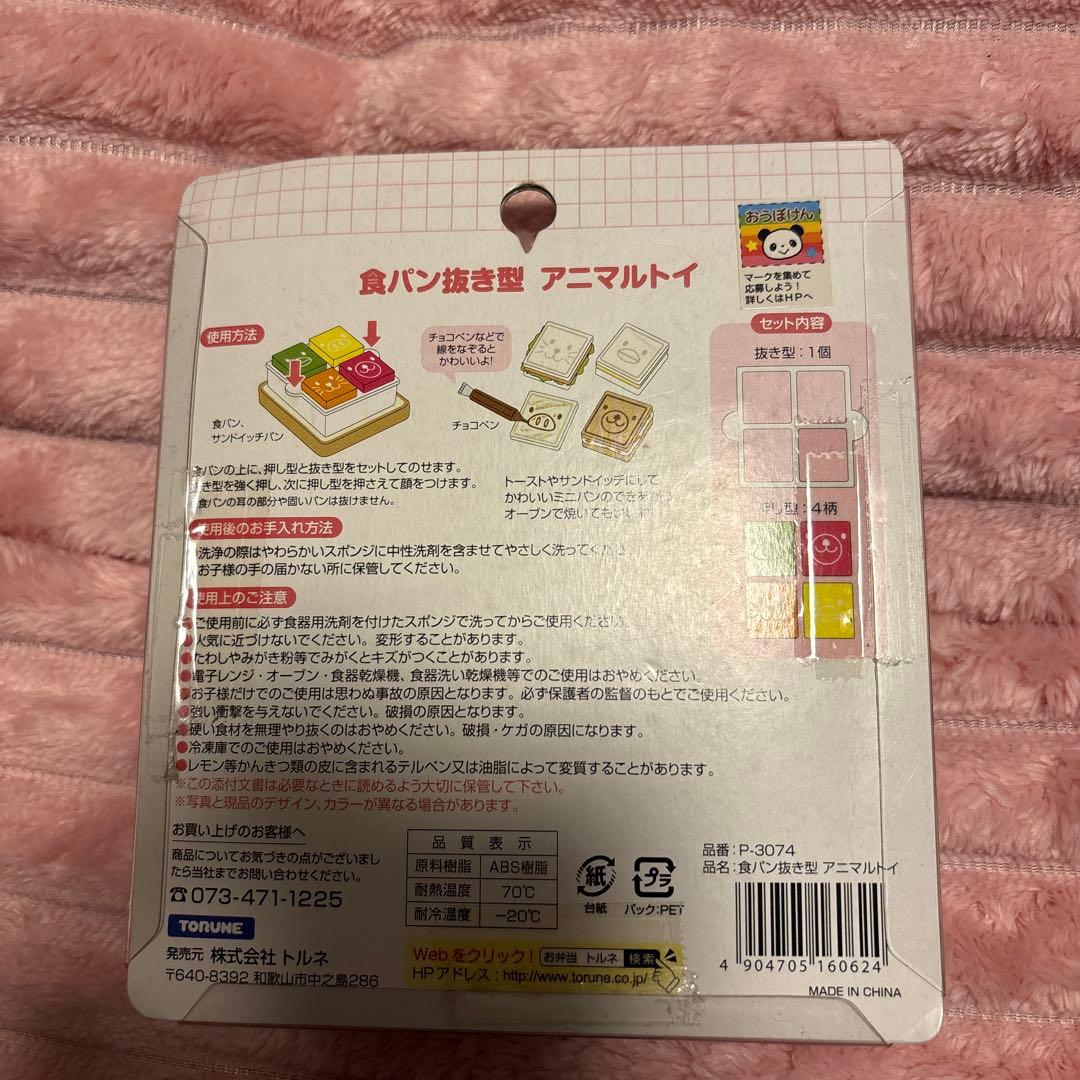 おうぼけん
マークを集めて
応募しよう！
詳しくはHPへ
食パン抜き型 アニマルトイ
使用方法
チョコペンなどで
線をなぞると
かわいいよ！
チョコペン
食パン、
サンドイッチパン
食パンの上に、押し型と抜き型をセットしてのせます。
き型を強く押し、次に押し型を押さえて顔をつけます。
食パンの耳の部分や固いパンは抜けません。
トーストやサンドイッチにして
かわいいミニパンのできあがり
オーブンで焼いてもいいよ!
セット内容
抜き型：1個
押し型：4柄
使用後のお手入れ方法
洗浄の際はやわらかいスポンジに中性洗剤を含ませてやさしく洗ってくださ
お子様の手の届かない所に保管してください。
使用上のご注意
●ご使用前に必ず食器用洗剤を付けたスポンジで洗ってからご使用ください。
●火気に近づけないでください。変形することがあります。
●たわしやみがき粉等でみがくとキズがつくことがあります。
●電子レンジ・オーブン・食器乾燥機、食器洗い乾燥機等でのご使用はおやめください。
●お子様だけでのご使用は思わぬ事故の原因となります。必ず保護者の監督のもとでご使用ください。
●強い衝撃を与えないでください。破損の原因となります。
●硬い食材を無理やり抜くのはおやめください。破損・ケガの原因になります。
●冷凍庫でのご使用はおやめください。
●レモン等かんきつ類の皮に含まれるテルペン又は油脂によって変質することがあります。
※この添付文書は必要なときに読めるよう大切に保管して下さい。
※写真と現品のデザイン、カラーが異なる場合があります。
お買い上げのお客様へ
商品についてお気づきの点がございまし
たら当社までお問い合わせください。
☎073-471-1225
TORUNE
発売元 株式会社 トルネ
〒640-8392 和歌山市中之島286
品質表示
原料樹脂 ABS樹脂
耐熱温度 70℃
耐冷温度 −20℃
紙
台紙
プラ
パック:PET
Webをクリック！ お弁当 トルネ 検索
HPアドレス：http://www.torune.co.jp/
品番：P-3074
品名：食パン抜き型 アニマルトイ
4 904705 160624
MADE IN CHINA